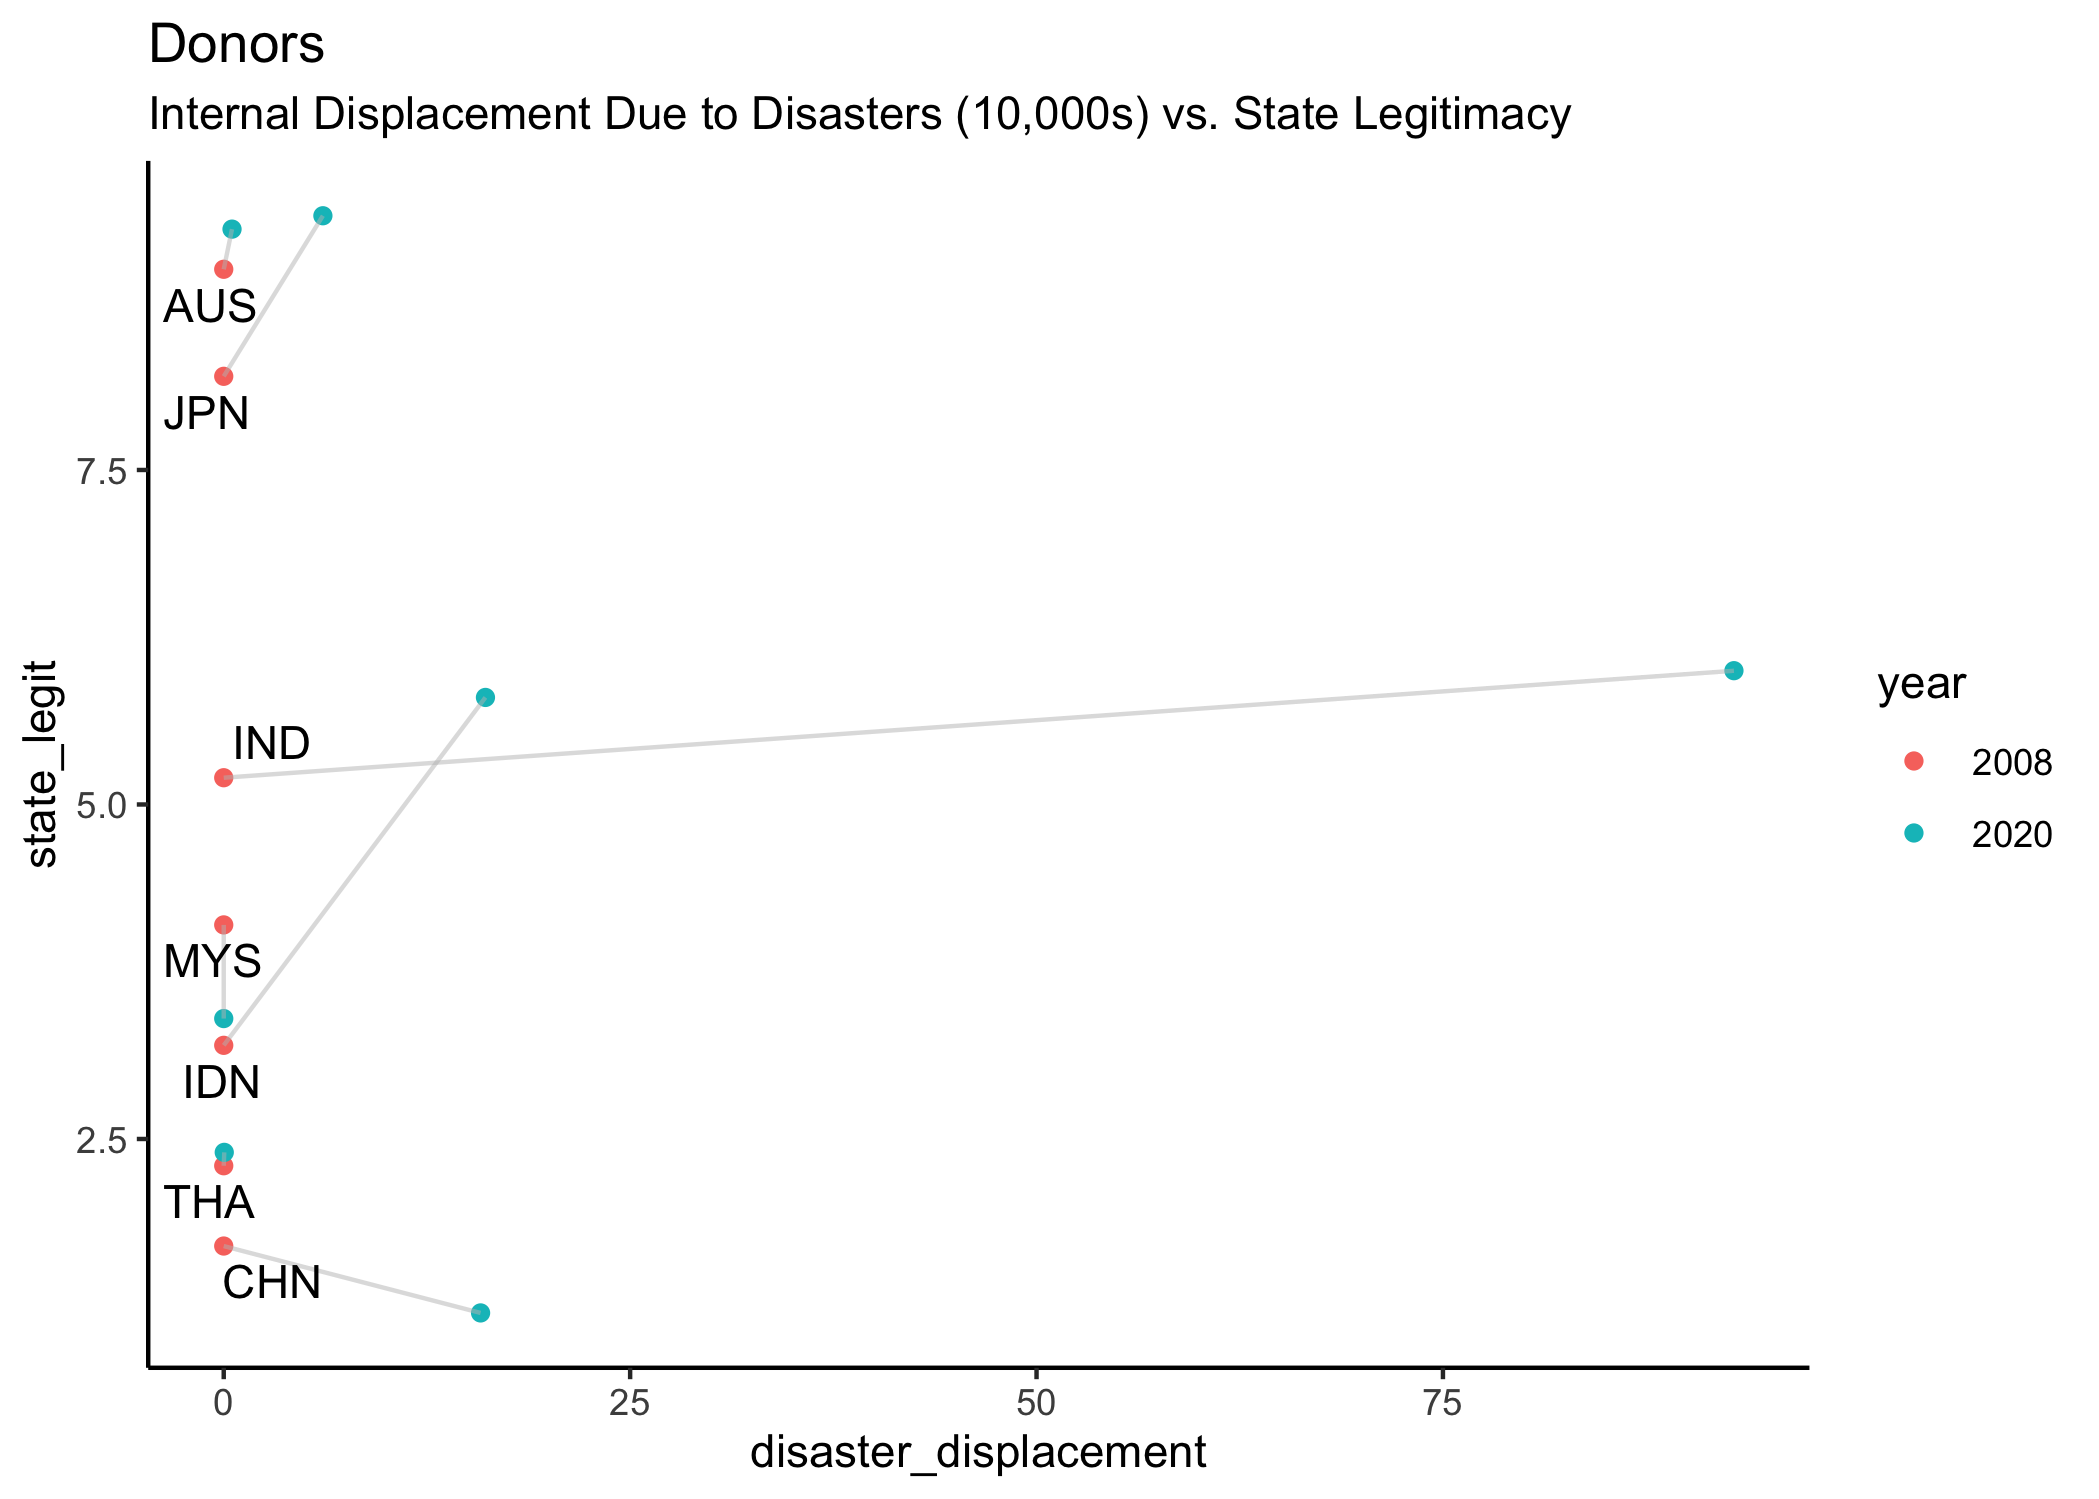 Donors
Internal Displacement Due to Disasters (10,000s) vs. State Legitimacy
AUS
JPN
7.5
IND
5.0
MYS
IDN
2.5
THA
CHN
0 25 50 75
disaster_displacement
state_legit
year
2008
2020